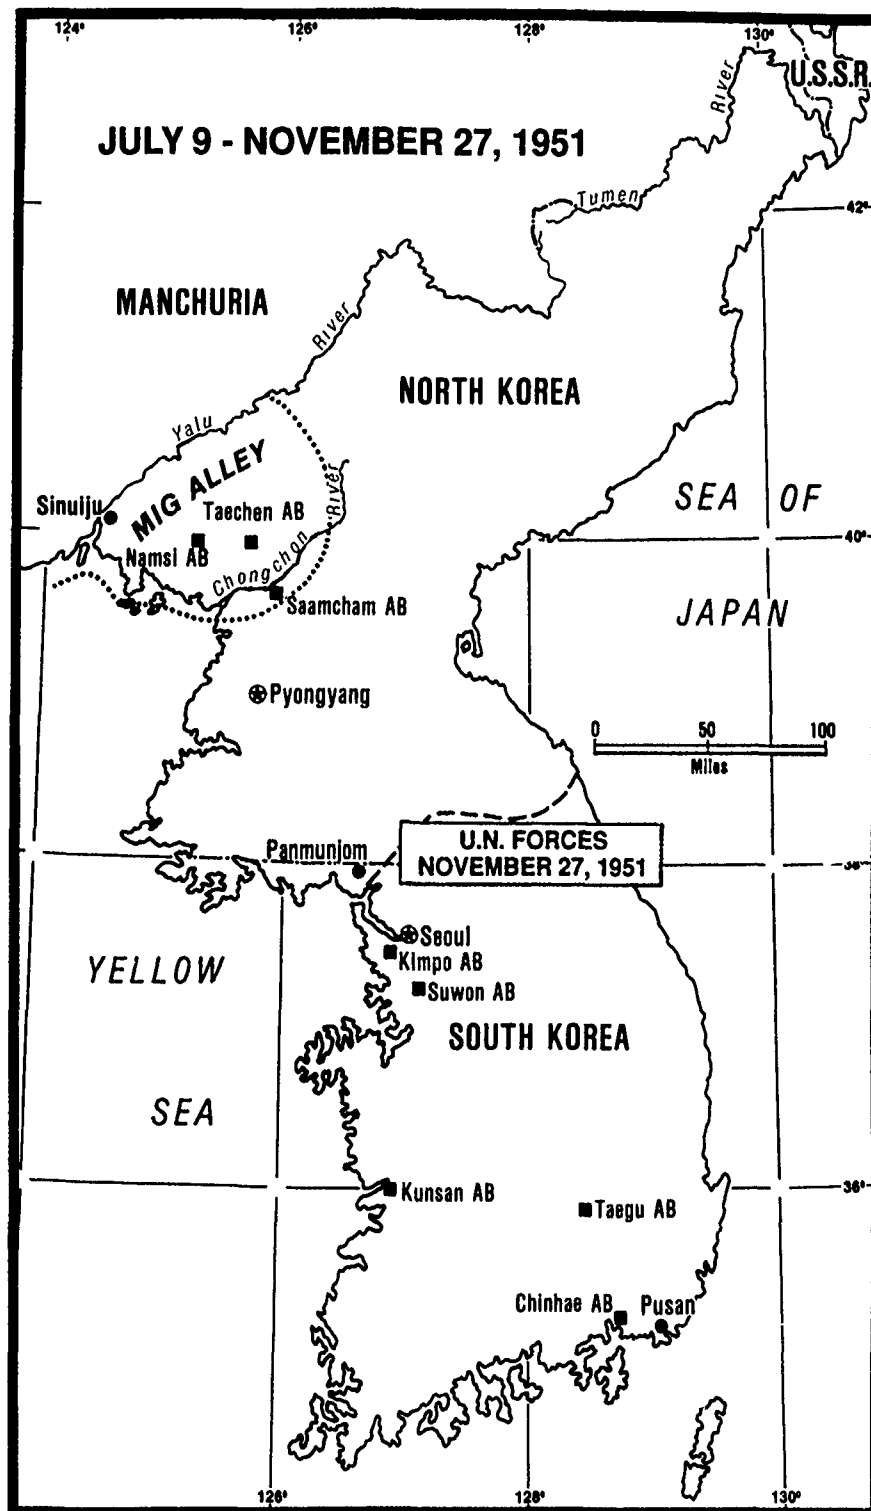 124° 126° 128° 130°
U.S.S.R.
River
JULY 9 - NOVEMBER 27, 1951
Tumen
42°
MANCHURIA
River
NORTH KOREA
Yalu
MIG ALLEY
River
SEA OF
Sinuiju
Taechen AB
Namsi AB
40°
Chongchon
Saamcham AB
JAPAN
Pyongyang
0 50 100
Miles
U.N. FORCES
NOVEMBER 27, 1951
Panmunjom
Seoul
Kimpo AB
YELLOW
Suwon AB
SOUTH KOREA
SEA
36°
Kunsan AB
Taegu AB
Chinhae AB
Pusan
126° 128° 130°